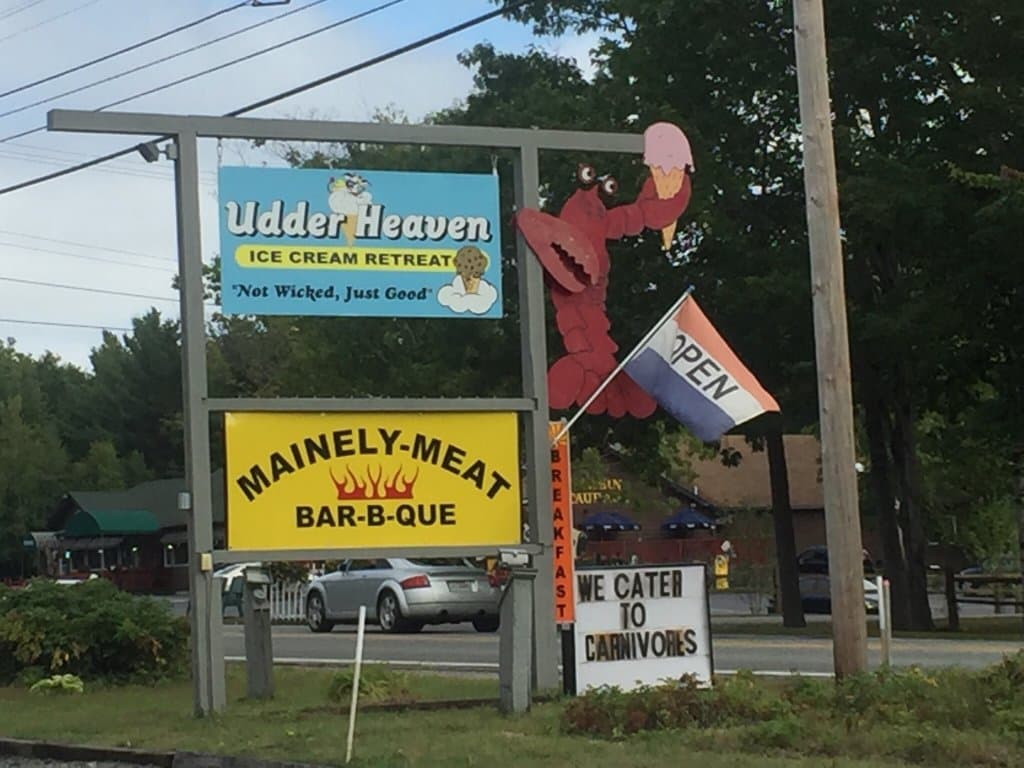 Udder Heaven
ICE CREAM RETREAT
"Not Wicked, Just Good"
OPEN
MAINELY-MEAT
BAR-B-QUE
BREAKFAST
WE CATER
TO
CARNIVORES